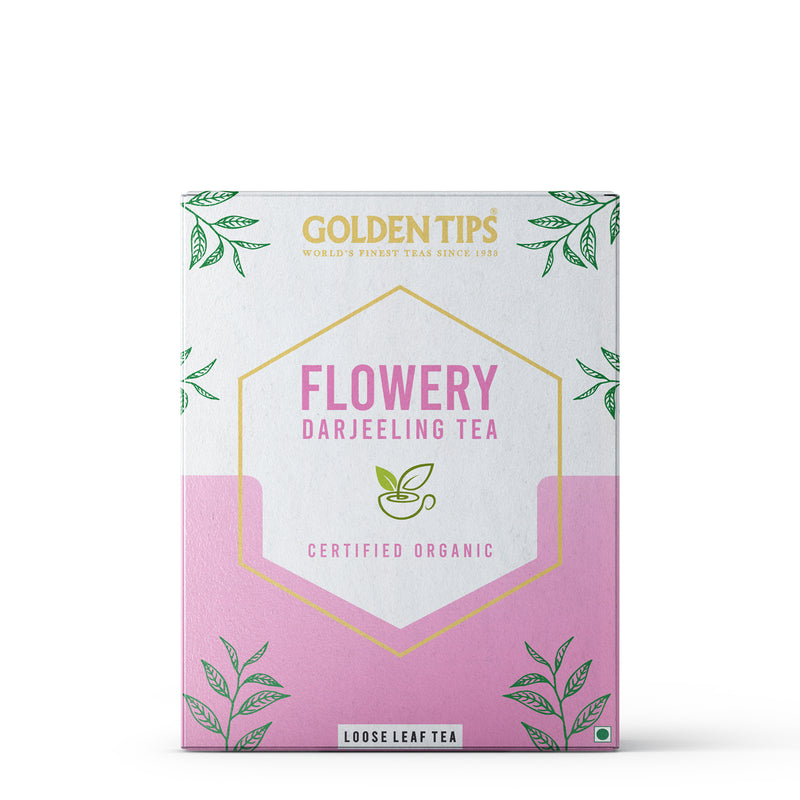 GOLDEN TIPS®
WORLD'S FINEST TEAS SINCE 1933
FLOWERY
DARJEELING TEA
CERTIFIED ORGANIC
LOOSE LEAF TEA